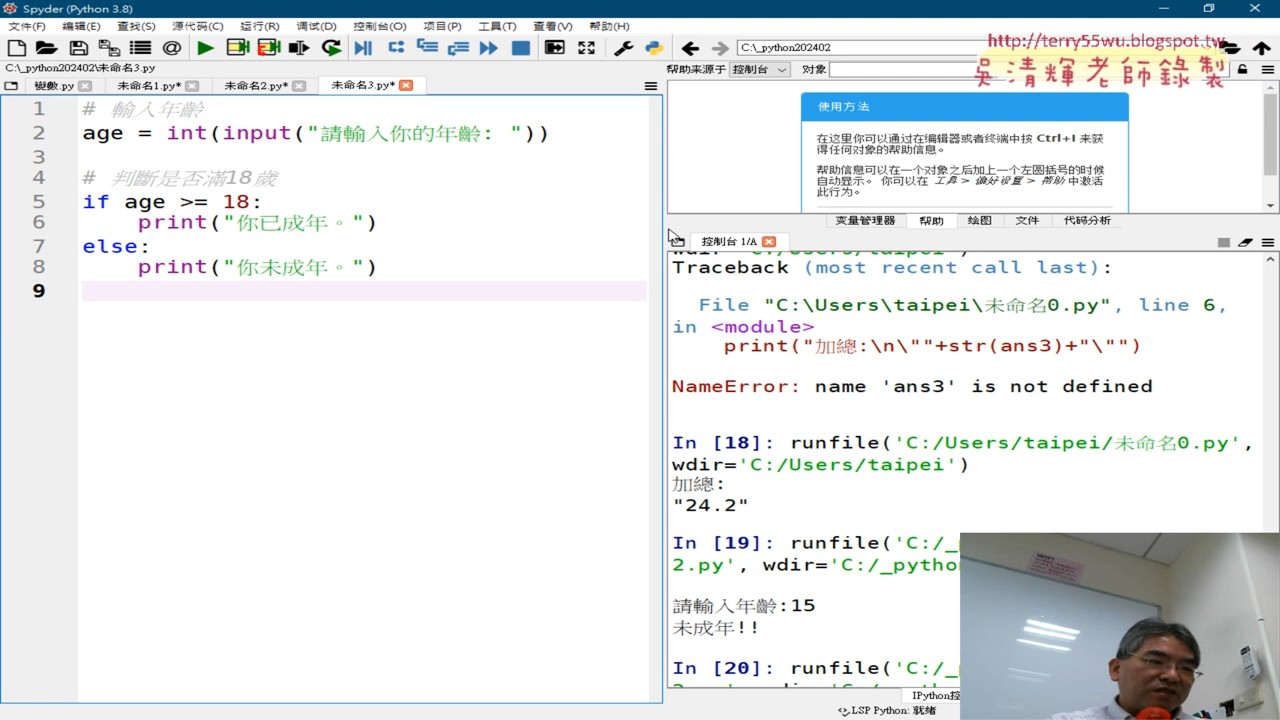 Spyder (Python 3.8)
文件(F) 编辑(E) 查找(S) 源代码(C) 运行(R) 调试(D) 控制台(O) 项目(P) 工具(T) 查看(V) 帮助(H)
C:\_python202402
http://terry55wu.blogspot.tw
吳清輝老師錄製
C:\_python202402\未命名3.py
帮助来源于 控制台 对象
變數.py 未命名1.py* 未命名2.py* 未命名3.py*
1 # 輸入年齡
2 age = int(input("請輸入你的年齡: "))
3
4 # 判斷是否滿18歲
5 if age >= 18:
6 print("你已成年。")
7 else:
8 print("你未成年。")
9
使用方法
在这里你可以通过在编辑器或者终端中按 Ctrl+I 来获
得任何对象的帮助信息。
帮助信息可以在一个对象之后加上一个左圆括号的时候
自动显示。 你可以在 工具 > 偏好设置 > 帮助 中激活
此行为。
变量管理器 帮助 绘图 文件 代码分析
控制台 1/A
wdir='C:/Users/taipei')
Traceback (most recent call last):
File "C:\Users\taipei\未命名0.py", line 6,
in <module>
print("加總:\n\""+str(ans3)+"\"")
NameError: name 'ans3' is not defined
In [18]: runfile('C:/Users/taipei/未命名0.py',
wdir='C:/Users/taipei')
加總:
"24.2"
In [19]: runfile('C:/_
2.py', wdir='C:/_pytho
請輸入年齡:15
未成年!!
In [20]: runfile('C:/_
IPython控
LSP Python: 就绪